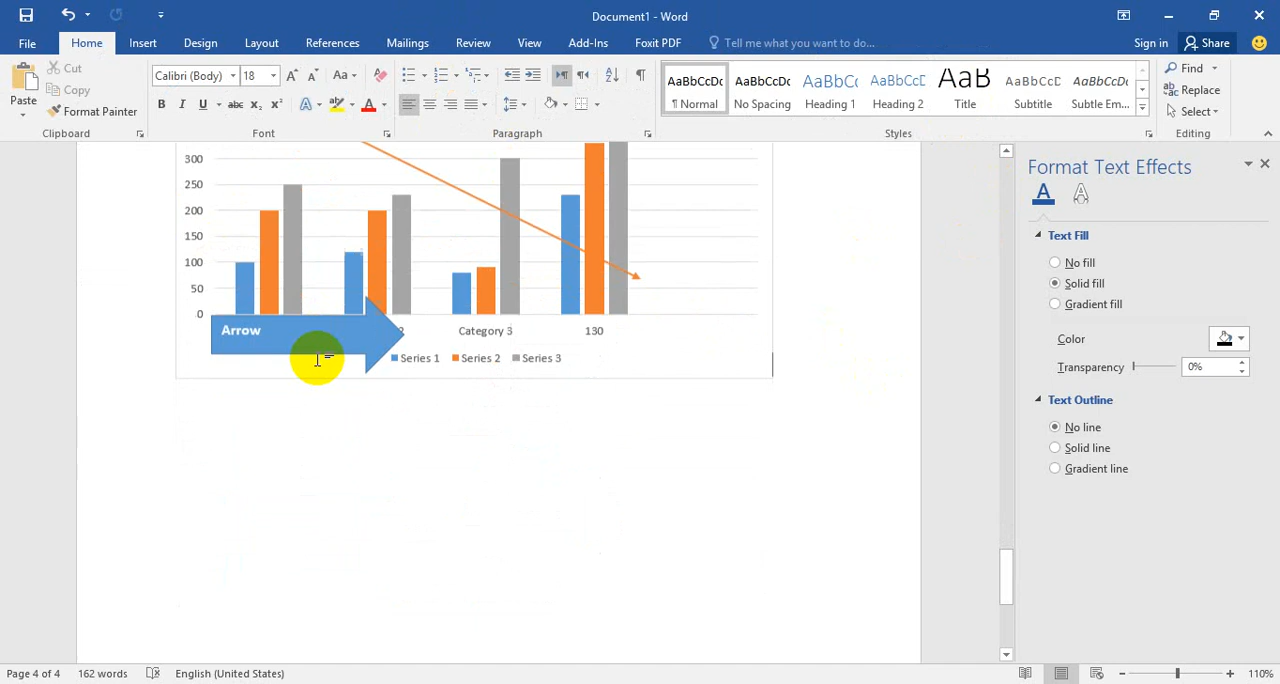 Document1 - Word
File Home Insert Design Layout References Mailings Review View Add-Ins Foxit PDF Tell me what you want to do... Sign in Share
Paste
Cut
Copy
Format Painter
Clipboard
Calibri (Body) 18
Font
Paragraph
AaBbCcDc AaBbCcDc AaBbCc AaBbCcD AaB AaBbCcD AaBbCcDc
¶ Normal No Spacing Heading 1 Heading 2 Title Subtitle Subtle Em...
Styles
Find
Replace
Select
Editing
300
250
200
150
100
50
0
Arrow
Category 3 130
Series 1 Series 2 Series 3
Format Text Effects
Text Fill
No fill
Solid fill
Gradient fill
Color
Transparency 0%
Text Outline
No line
Solid line
Gradient line
Page 4 of 4 162 words English (United States) 110%